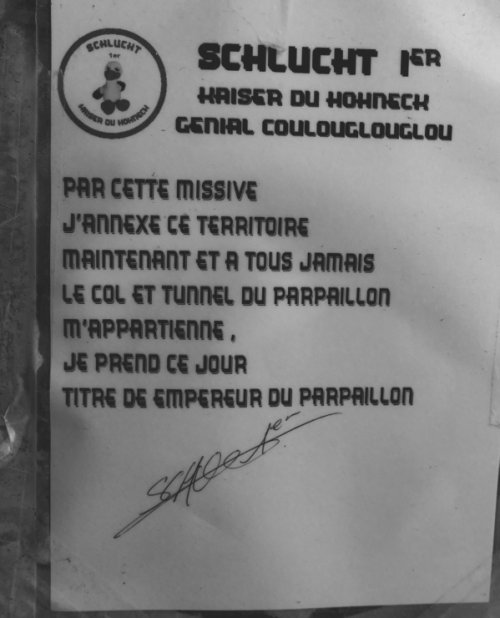 SCHLUCHT
1er
KAISER DU HOHNECK
SCHLUCHT 1ER
KAISER DU HOHNECK
GENIAL COULOUGLOUGLOU
PAR CETTE MISSIVE
J'ANNEXE CE TERRITOIRE
MAINTENANT ET A TOUS JAMAIS
LE COL ET TUNNEL DU PARPAILLON
M'APPARTIENNE ,
JE PREND CE JOUR
TITRE DE EMPEREUR DU PARPAILLON